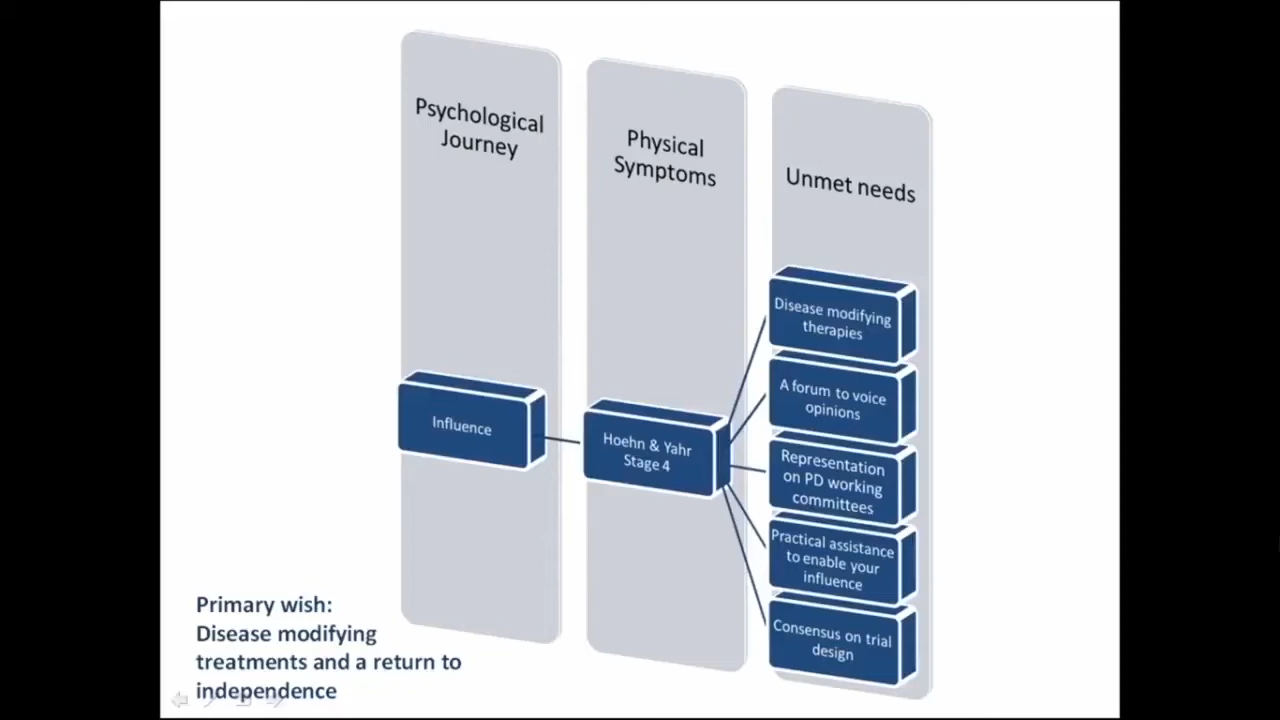 Psychological
Journey
Physical
Symptoms
Unmet needs
Influence
Hoehn & Yahr
Stage 4
Disease modifying
therapies
A forum to voice
opinions
Representation
on PD working
committees
Practical assistance
to enable your
influence
Consensus on trial
design
Primary wish:
Disease modifying
treatments and a return to
independence